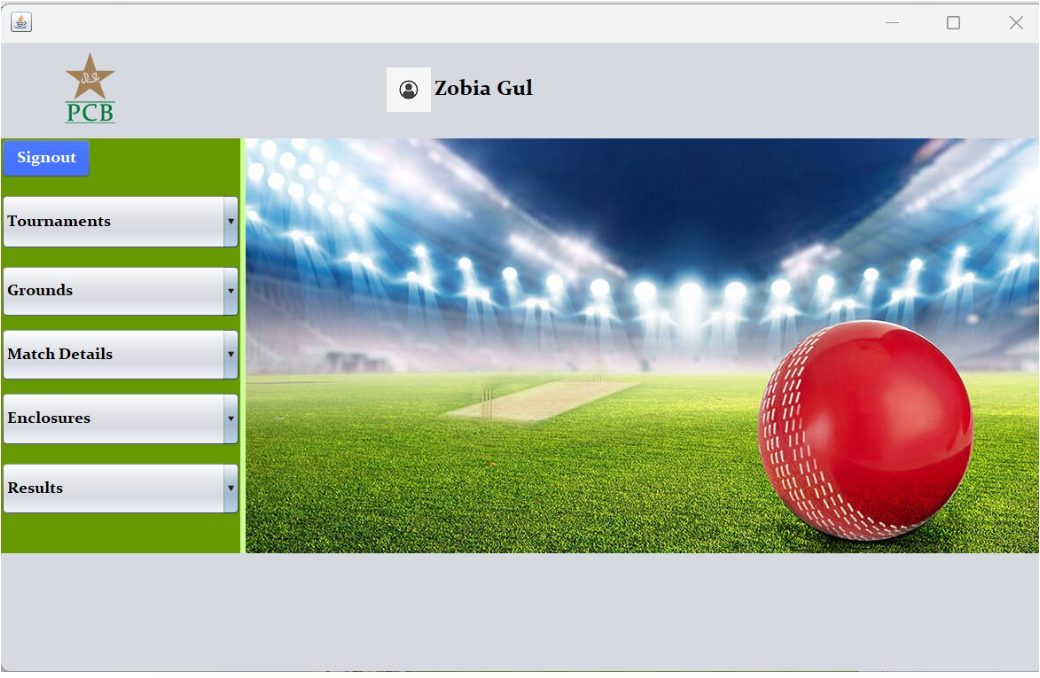 PCB
Zobia Gul
Signout
Tournaments
Grounds
Match Details
Enclosures
Results